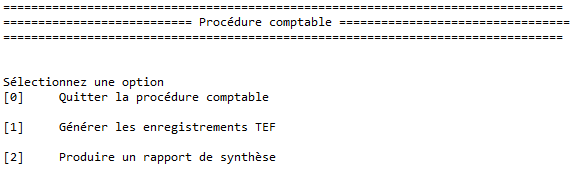 ================================================================================
=========================== Procédure comptable =================================
================================================================================
Sélectionnez une option
[0] Quitter la procédure comptable
[1] Générer les enregistrements TEF
[2] Produire un rapport de synthèse